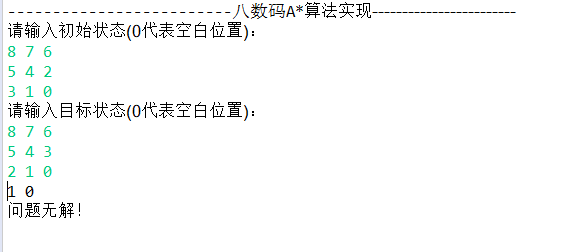 ------------------------八数码A*算法实现------------------------
请输入初始状态(0代表空白位置)：
8 7 6
5 4 2
3 1 0
请输入目标状态(0代表空白位置)：
8 7 6
5 4 3
2 1 0
1 0
问题无解!